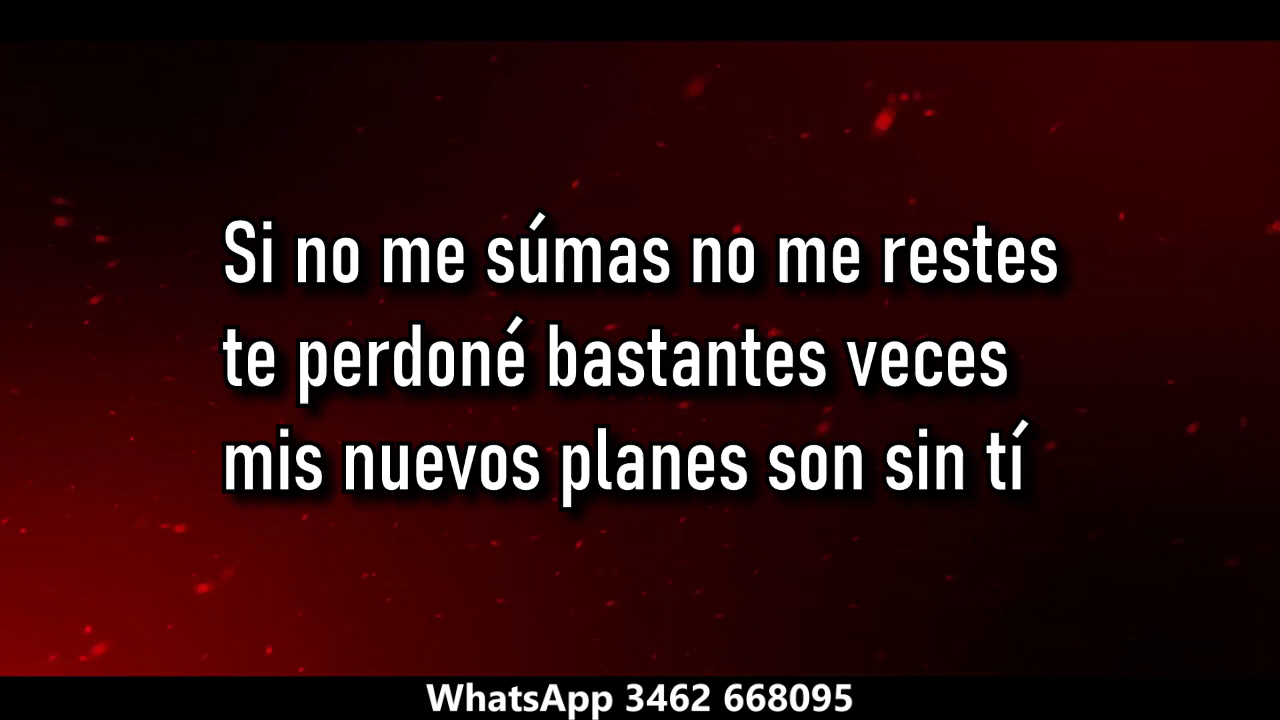 Si no me súmas no me restes
te perdoné bastantes veces
mis nuevos planes son sin tí
WhatsApp 3462 668095